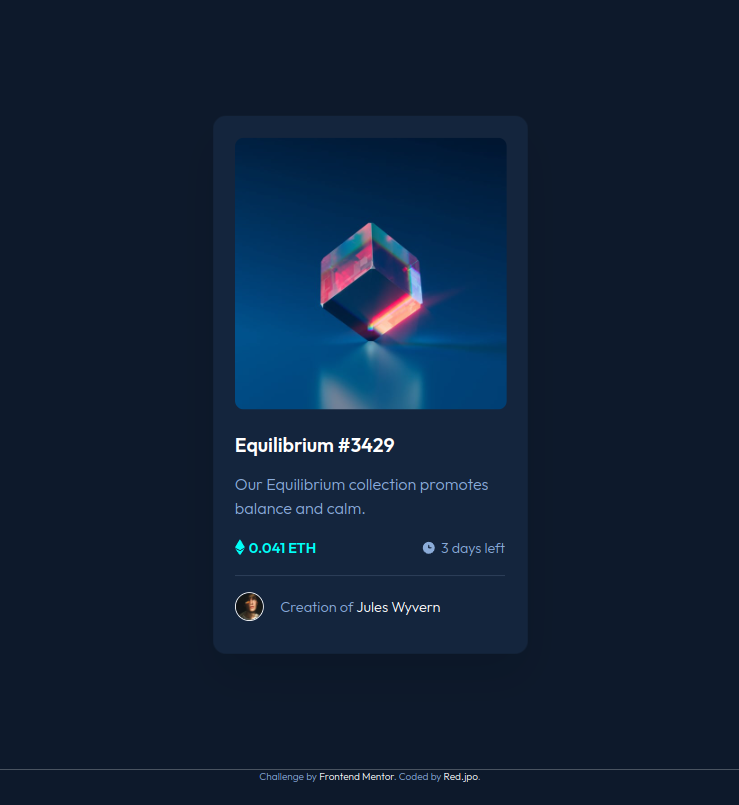 Equilibrium #3429
Our Equilibrium collection promotes
balance and calm.
0.041 ETH
3 days left
Creation of Jules Wyvern
Challenge by Frontend Mentor. Coded by Red.jpo.